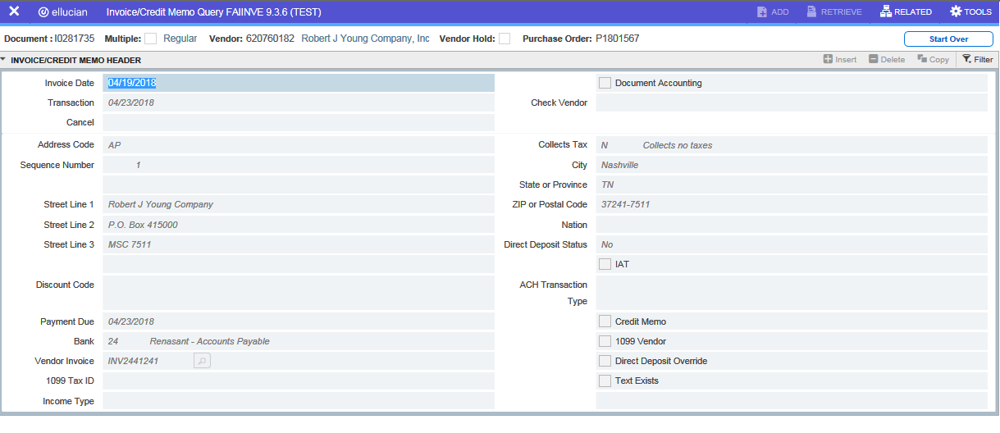 ellucian Invoice/Credit Memo Query FAIINVE 9.3.6 (TEST) ADD RETRIEVE RELATED TOOLS
Document : I0281735 Multiple: Regular Vendor: 620760182 Robert J Young Company, Inc Vendor Hold: Purchase Order: P1801567 Start Over
INVOICE/CREDIT MEMO HEADER Insert Delete Copy Filter
Invoice Date 04/19/2018 Document Accounting
Transaction 04/23/2018 Check Vendor
Cancel
Address Code AP Collects Tax N Collects no taxes
Sequence Number 1 City Nashville
State or Province TN
Street Line 1 Robert J Young Company ZIP or Postal Code 37241-7511
Street Line 2 P.O. Box 415000 Nation
Street Line 3 MSC 7511 Direct Deposit Status No
IAT
Discount Code ACH Transaction
Type
Payment Due 04/23/2018 Credit Memo
Bank 24 Renasant - Accounts Payable 1099 Vendor
Vendor Invoice INV2441241 Direct Deposit Override
1099 Tax ID Text Exists
Income Type